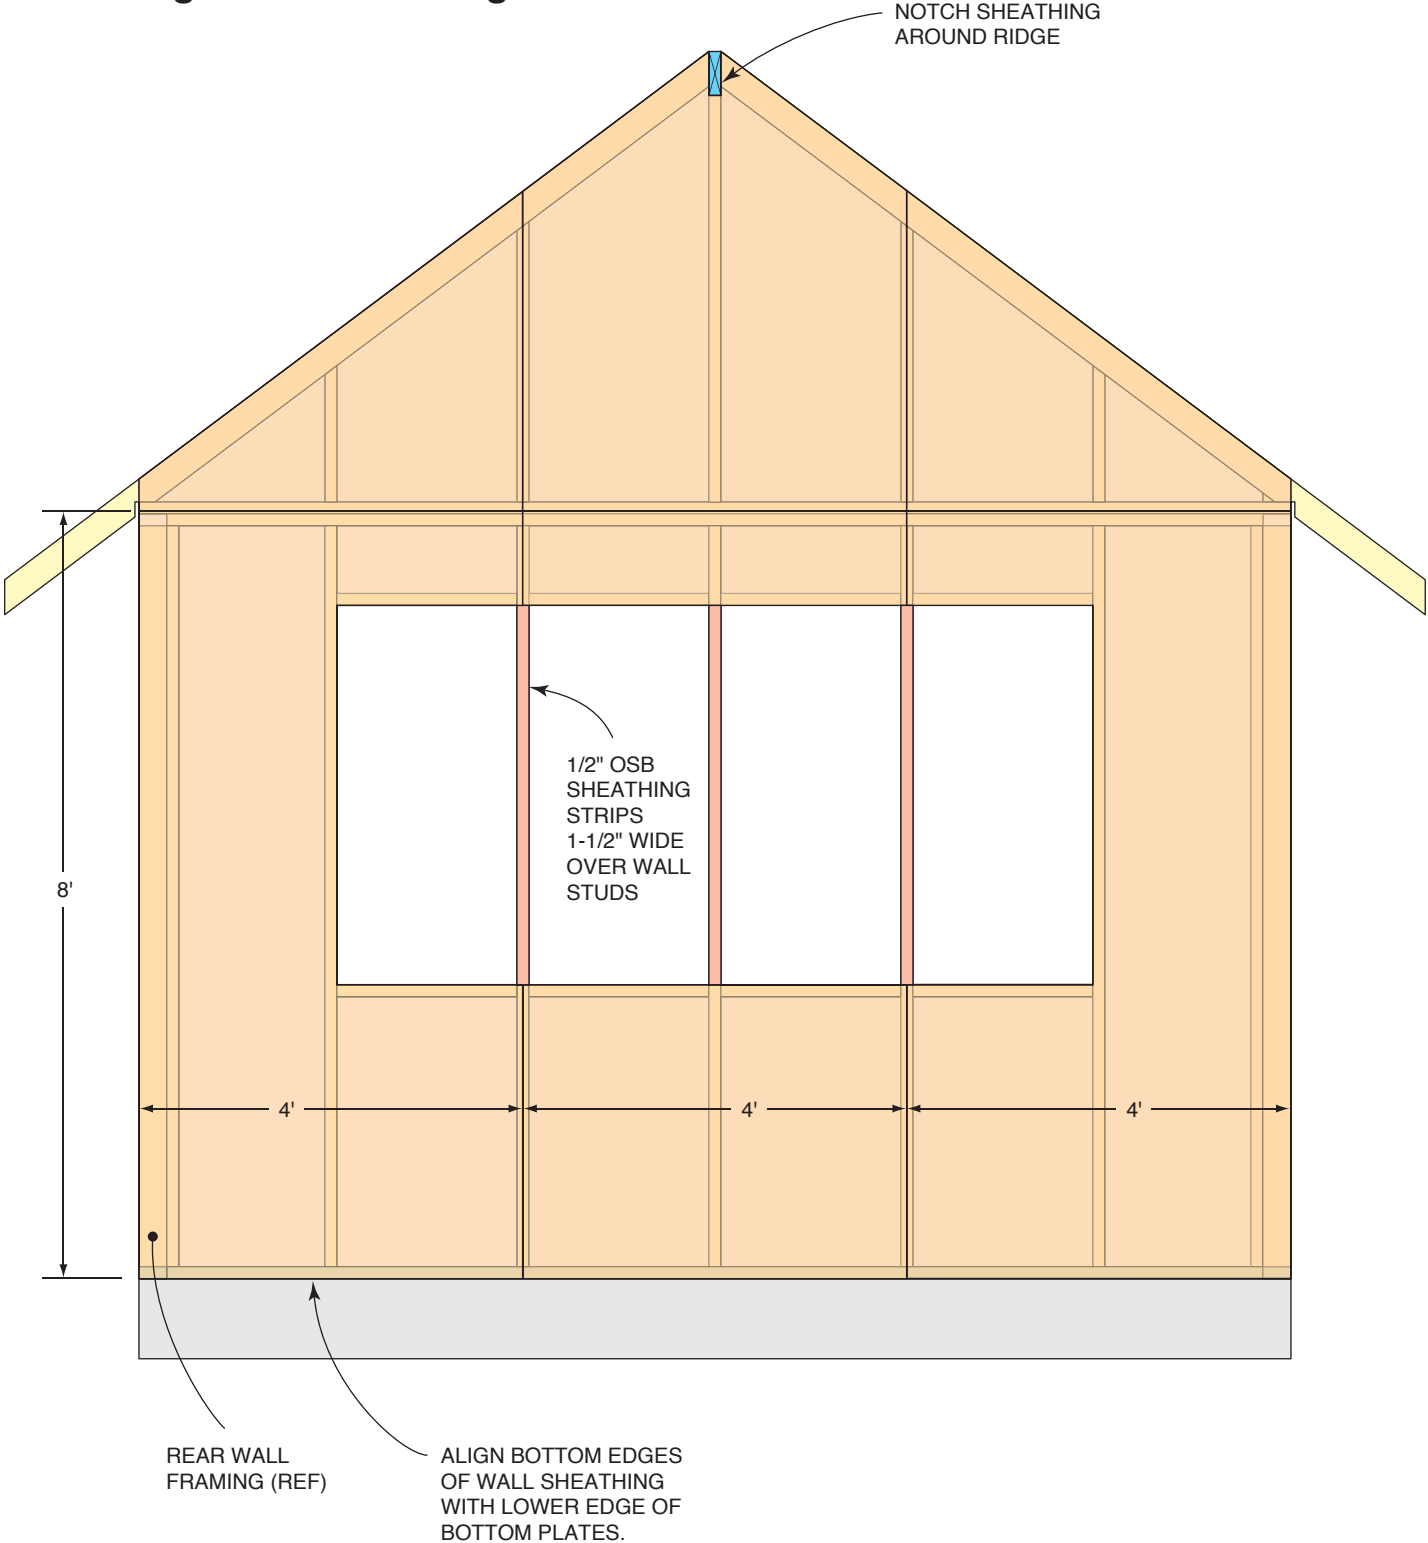 NOTCH SHEATHING
AROUND RIDGE
1/2" OSB
SHEATHING
STRIPS
1-1/2" WIDE
OVER WALL
STUDS
8'
4'
4'
4'
REAR WALL
FRAMING (REF)
ALIGN BOTTOM EDGES
OF WALL SHEATHING
WITH LOWER EDGE OF
BOTTOM PLATES.